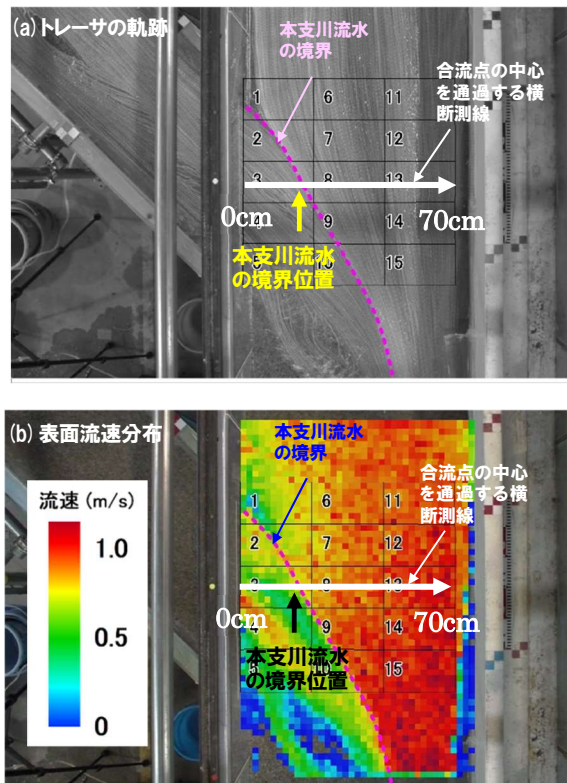 (a)トレーサの軌跡
本支川流水
の境界
合流点の中心
を通過する横
断測線
1 6 11
2 7 12
3 8 13
0cm 4 9 14 70cm
5 10 15
本支川流水
の境界位置
(b) 表面流速分布
本支川流水
の境界
合流点の中心
を通過する横
断測線
流速 (m/s)
1.0
0.5
0
1 6 11
2 7 12
3 8 13
0cm 4 9 14 70cm
5 10 15
本支川流水
の境界位置